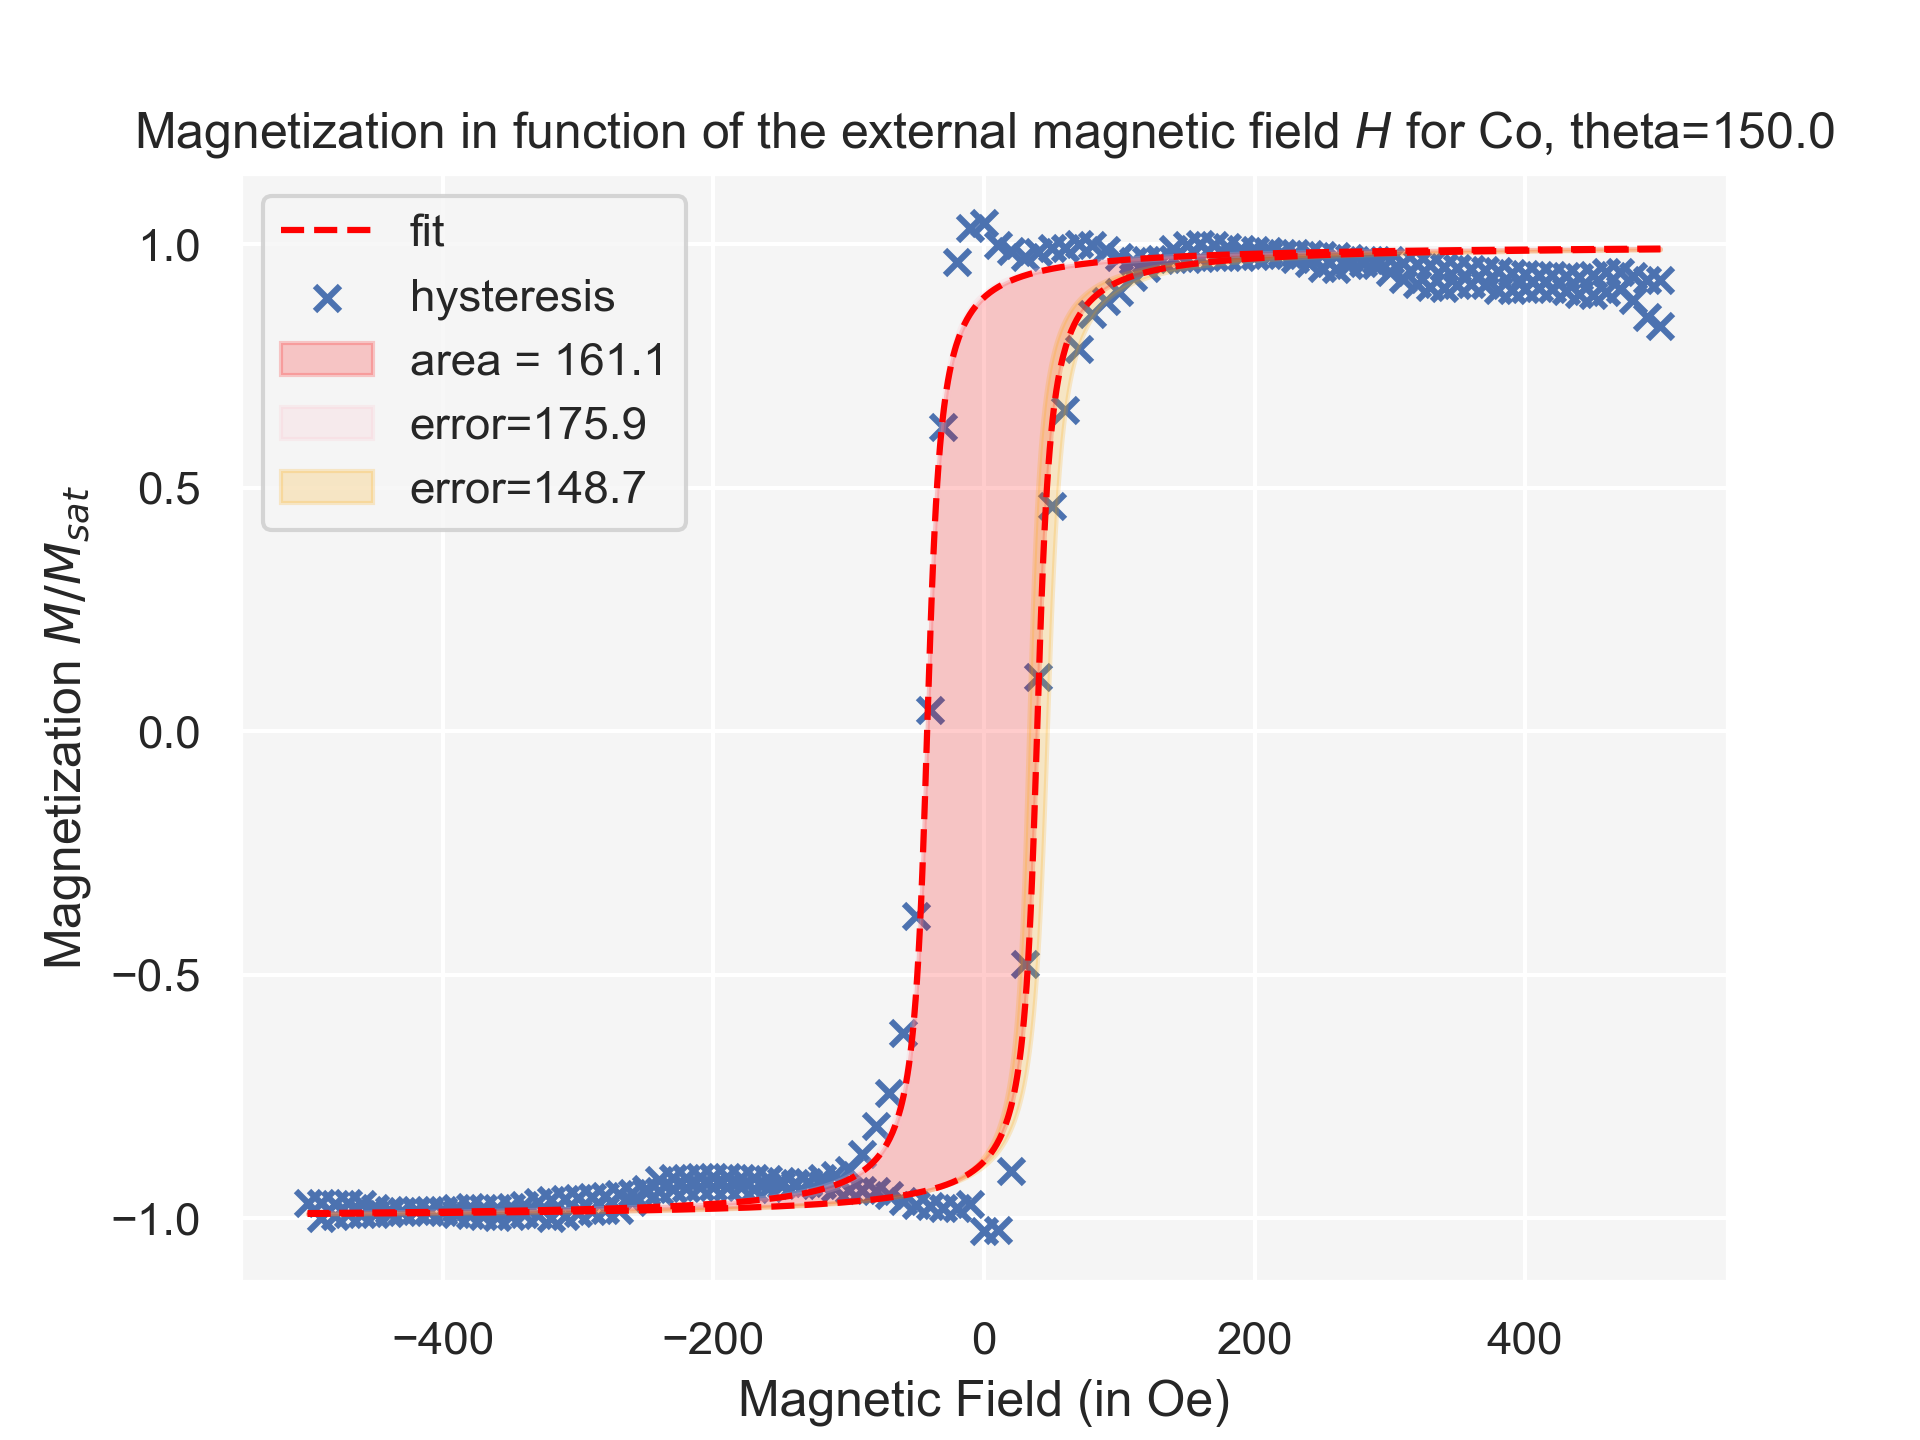 Magnetization in function of the external magnetic field H for Co, theta=150.0
fit
hysteresis
area = 161.1
error=175.9
error=148.7
1.0
0.5
0.0
−0.5
−1.0
Magnetization M/M_sat
−400
−200
0
200
400
Magnetic Field (in Oe)